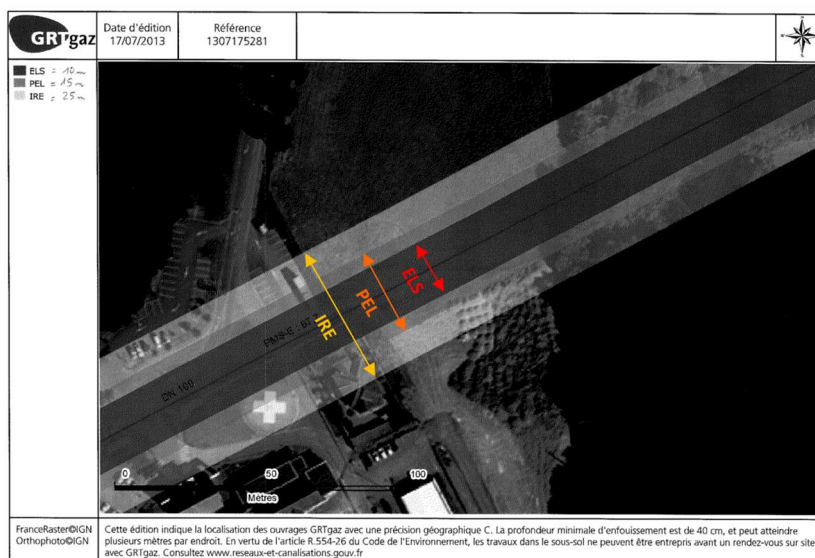 GRTgaz
Date d'édition
17/07/2013
Référence
1307175281
ELS = 10 m
PEL = 15 m
IRE = 25 m
ELS
PEL
IRE
DN 100
0 50 100
Mètres
FranceRaster©IGN
Orthophoto©IGN
Cette édition indique la localisation des ouvrages GRTgaz avec une précision géographique C. La profondeur minimale d'enfouissement est de 40 cm, et peut atteindre
plusieurs mètres par endroit. En vertu de l'article R.554-26 du Code de l'Environnement, les travaux dans le sous-sol ne peuvent être entrepris avant un rendez-vous sur site
avec GRTgaz. Consultez www.reseaux-et-canalisations.gouv.fr